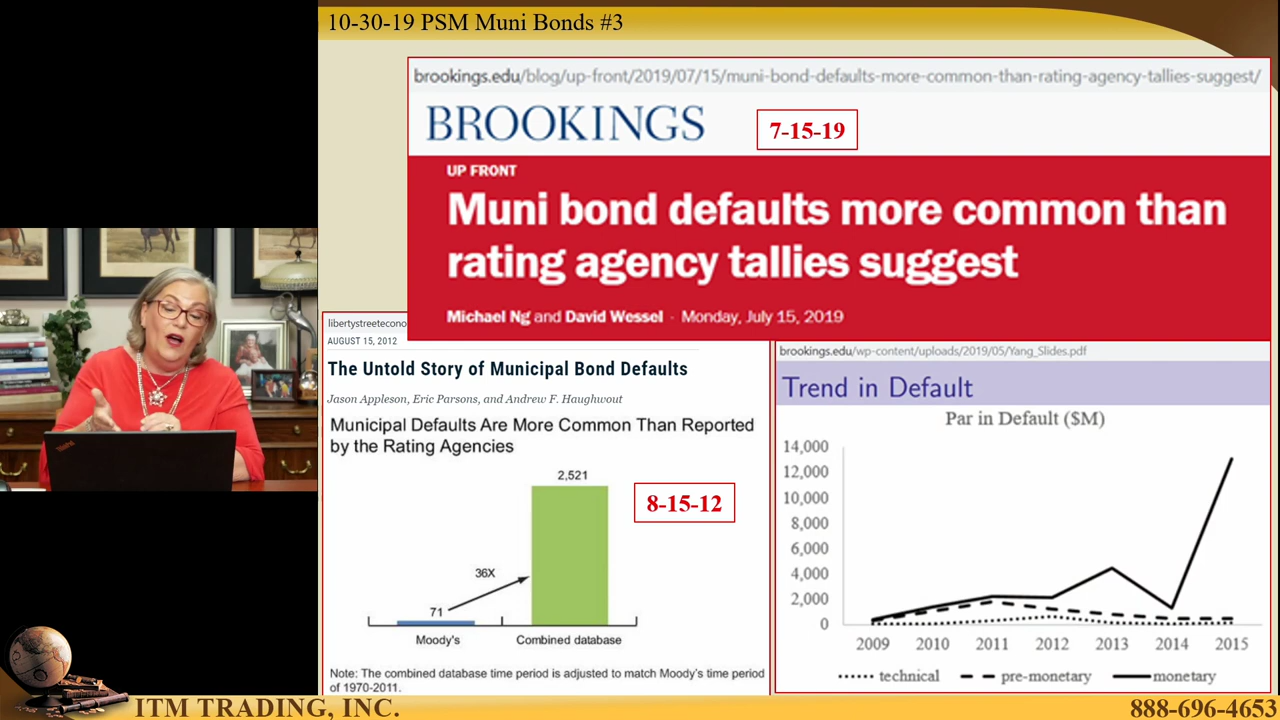 10-30-19 PSM Muni Bonds #3
brookings.edu/blog/up-front/2019/07/15/muni-bond-defaults-more-common-than-rating-agency-tallies-suggest/
BROOKINGS
7-15-19
UP FRONT
Muni bond defaults more common than
rating agency tallies suggest
Michael Ng and David Wessel · Monday, July 15, 2019
libertystreetecono
AUGUST 15, 2012
The Untold Story of Municipal Bond Defaults
Jason Appleson, Eric Parsons, and Andrew F. Haughwout
Municipal Defaults Are More Common Than Reported
by the Rating Agencies
2,521
8-15-12
36X
71
Moody's
Combined database
Note: The combined database time period is adjusted to match Moody's time period
of 1970-2011.
brookings.edu/wp-content/uploads/2019/05/Yang_Slides.pdf
Trend in Default
Par in Default ($M)
14,000
12,000
10,000
8,000
6,000
4,000
2,000
0
2009 2010 2011 2012 2013 2014 2015
technical pre-monetary monetary
ThinkPad
ITM TRADING, INC.
888-696-4653